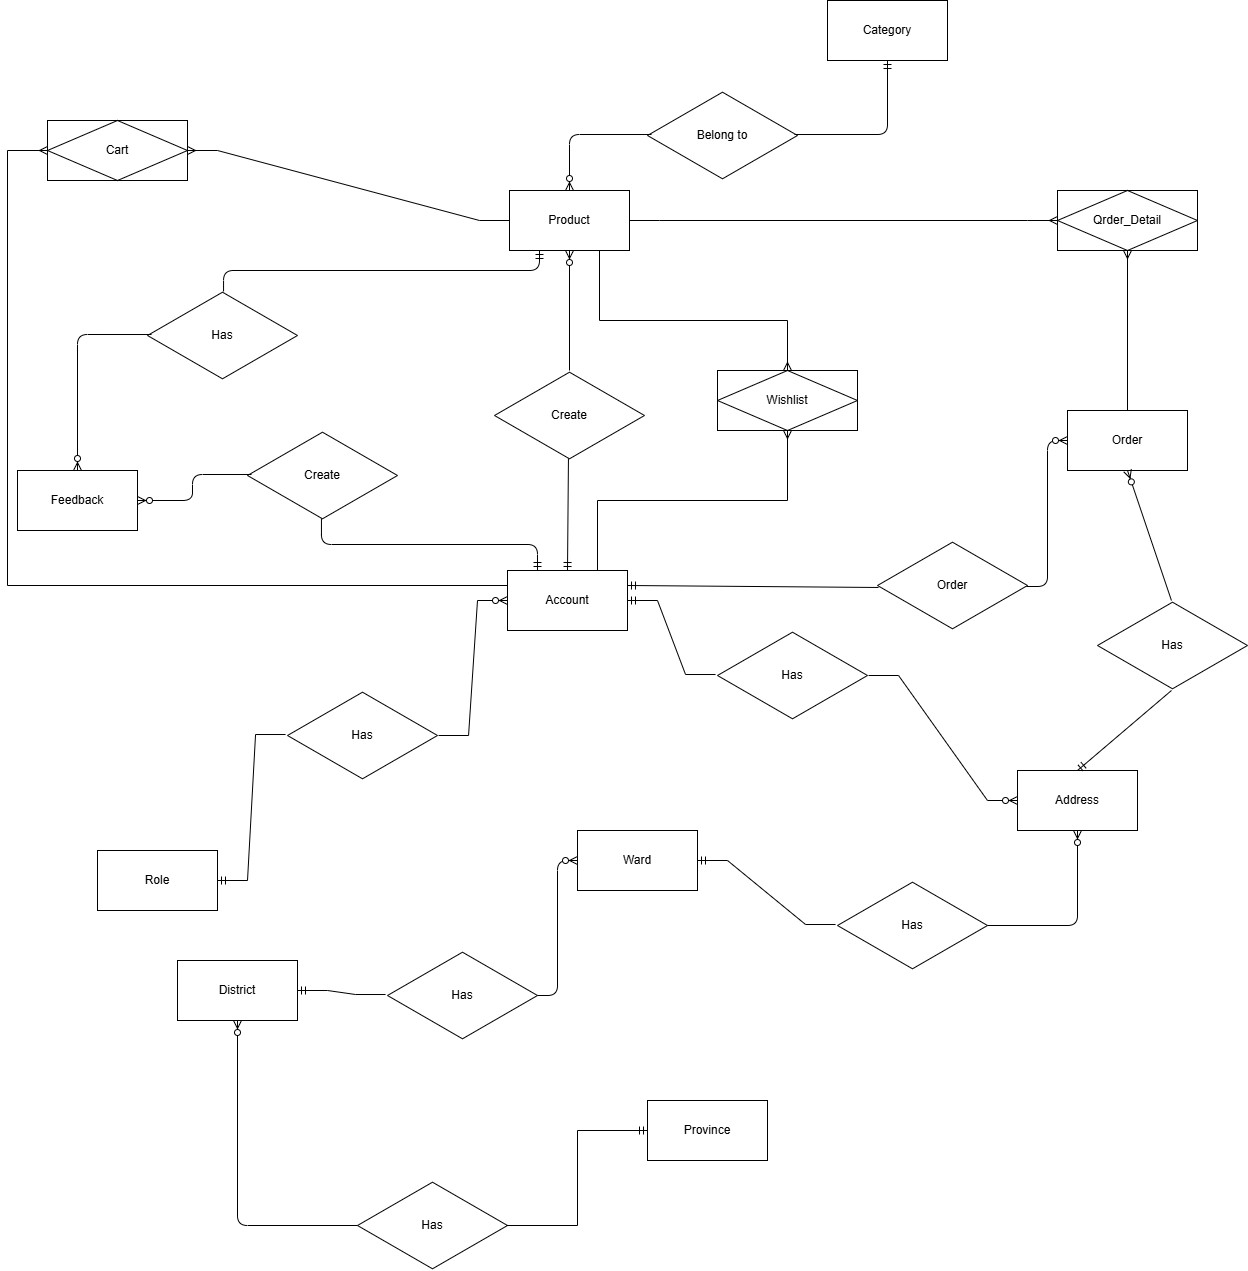 Category
Belong to
Cart
Product
Qrder_Detail
Has
Create
Wishlist
Order
Create
Feedback
Order
Account
Has
Has
Has
Address
Ward
Role
Has
District
Has
Province
Has